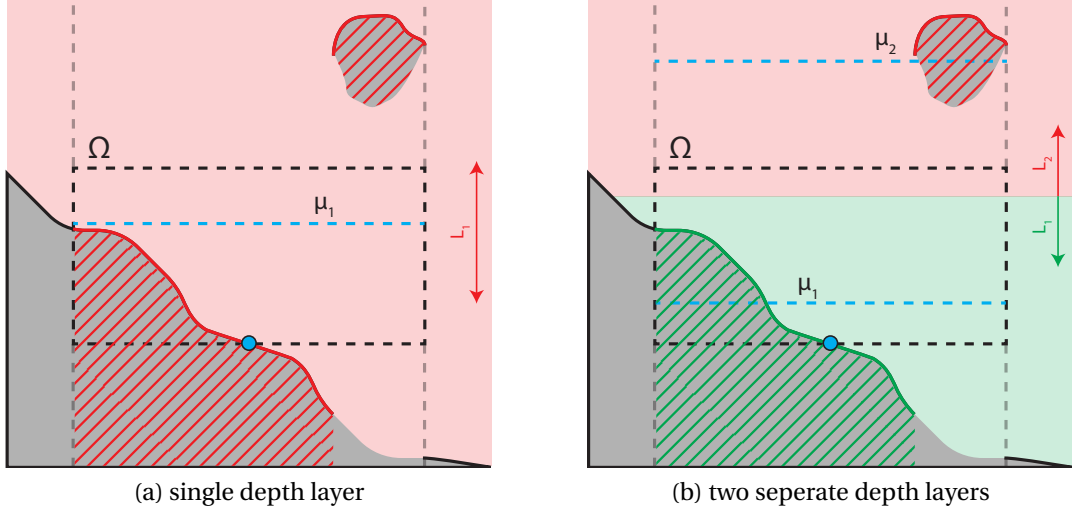 Ω
μ1
L1
(a) single depth layer
μ2
Ω
L2
L1
μ1
(b) two seperate depth layers